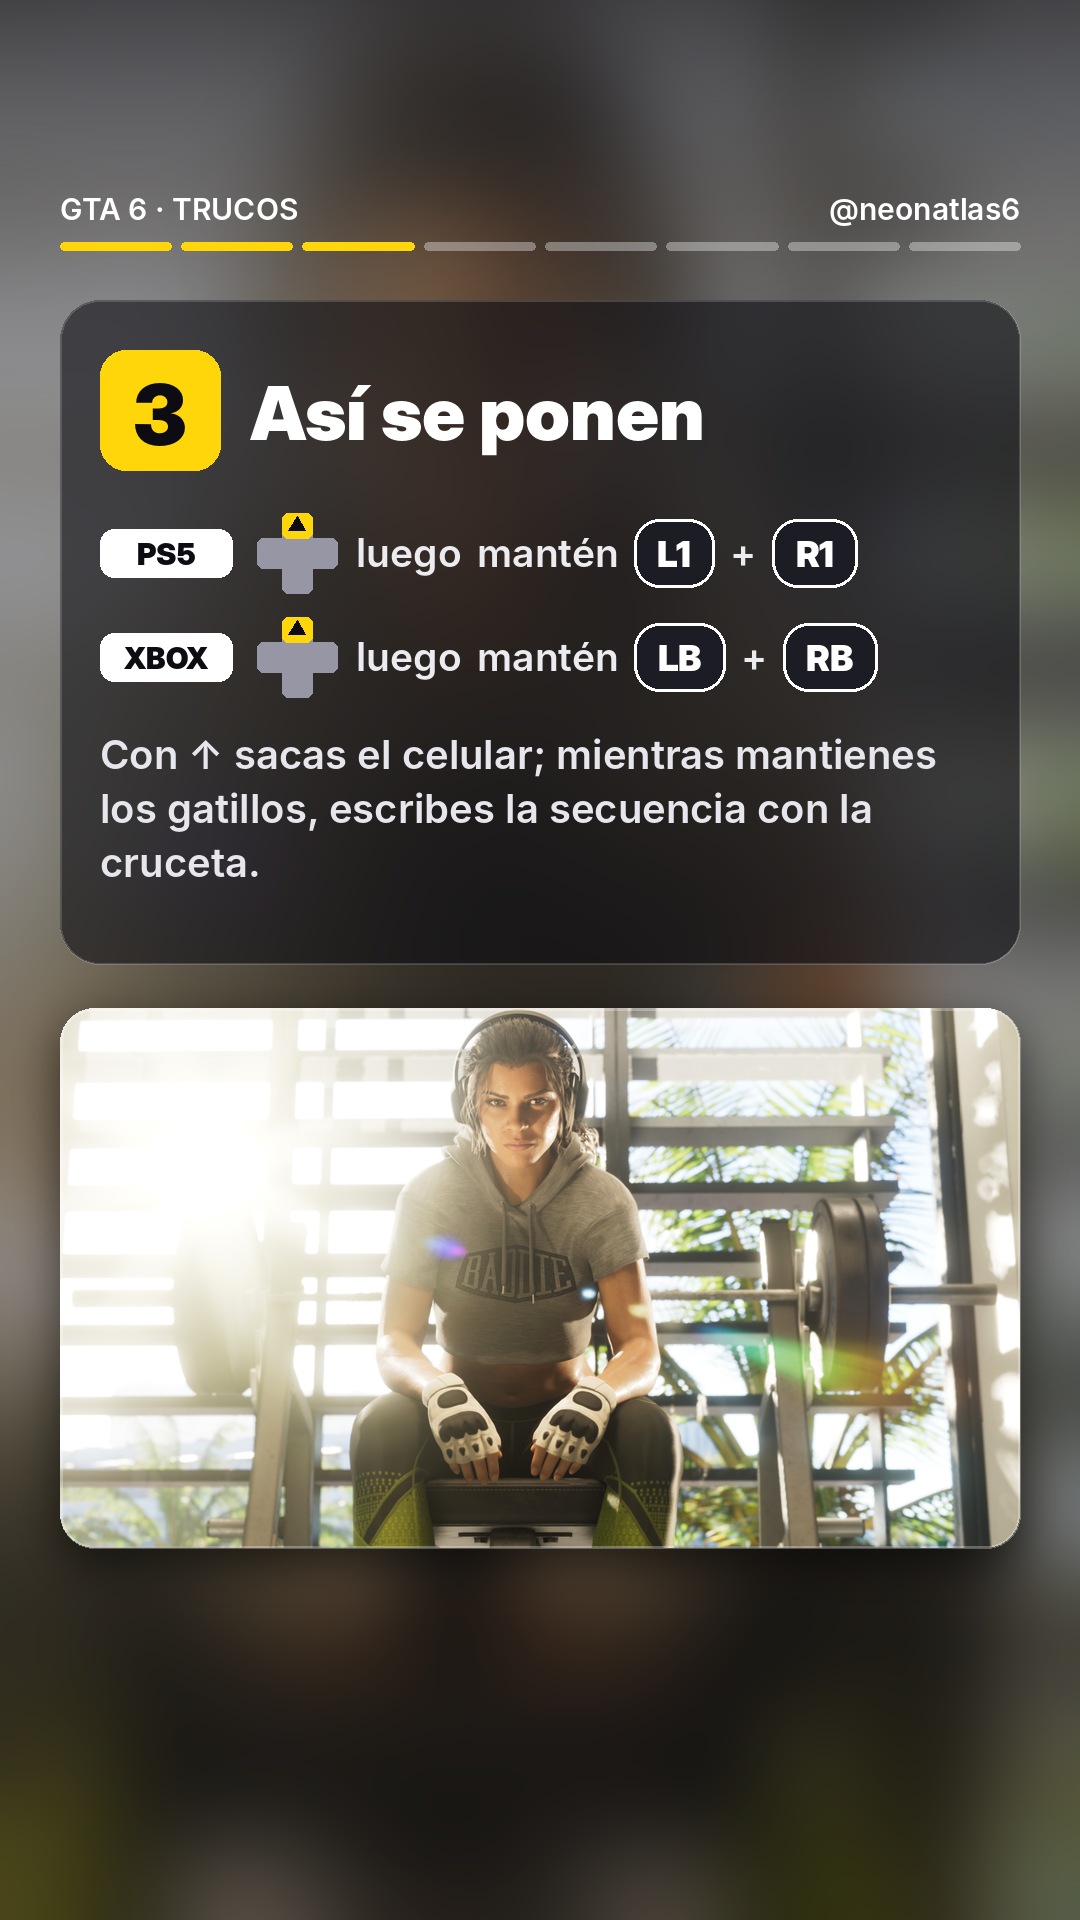 GTA 6 · TRUCOS
@neonatlas6
3 Así se ponen
PS5 luego mantén L1 + R1
XBOX luego mantén LB + RB
Con ↑ sacas el celular; mientras mantienes
los gatillos, escribes la secuencia con la
cruceta.
BADDIE